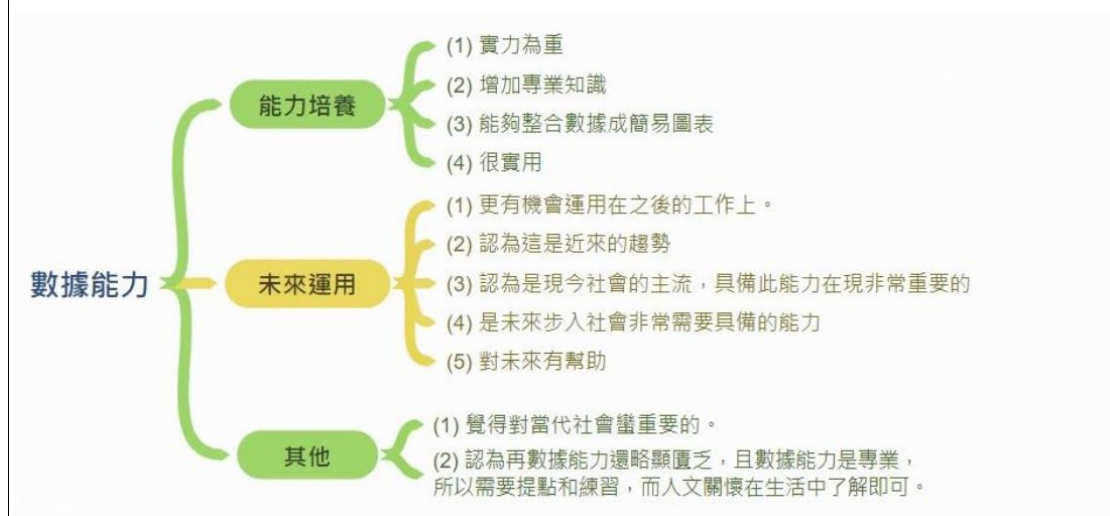 數據能力
能力培養
(1) 實力為重
(2) 增加專業知識
(3) 能夠整合數據成簡易圖表
(4) 很實用
未來運用
(1) 更有機會運用在之後的工作上。
(2) 認為這是近來的趨勢
(3) 認為是現今社會的主流，具備此能力在現非常重要的
(4) 是未來步入社會非常需要具備的能力
(5) 對未來有幫助
其他
(1) 覺得對當代社會蠻重要的。
(2) 認為再數據能力還略顯匱乏，且數據能力是專業，
所以需要提點和練習，而人文關懷在生活中了解即可。